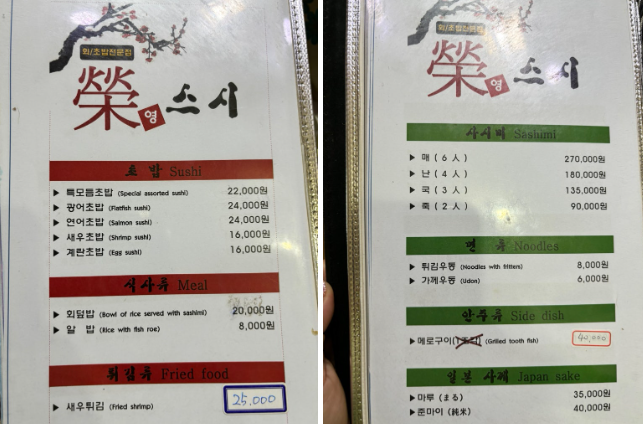 회/초밥전문점
榮 영 스시
초 밥 Sushi
▶ 특모듬초밥 (Special assorted sushi) 22,000원
▶ 광어초밥 (Flatfish sushi) 24,000원
▶ 연어초밥 (Salmon sushi) 24,000원
▶ 새우초밥 (Shrimp sushi) 16,000원
▶ 계란초밥 (Egg sushi) 16,000원
식사류 Meal
▶ 회덮밥 (Bowl of rice served with sashimi) 20,000원
▶ 알 밥 (Rice with fish roe) 8,000원
튀김류 Fried food
▶ 새우튀김 (Fried shrimp) 25,000
회/초밥전문점
榮 영 스시
사시미 Sashimi
▶ 매 ( 6 人 ) 270,000원
▶ 난 ( 4 人 ) 180,000원
▶ 국 ( 3 人 ) 135,000원
▶ 죽 ( 2 人 ) 90,000원
면 류 Noodles
▶ 튀김우동 (Noodles with fritters) 8,000원
▶ 가께우동 (Udon) 6,000원
안주류 Side dish
▶메로구이 (Grilled tooth fish) 40,000
일본 사케 Japan sake
▶ 마루 (まる) 35,000원
▶준마이 (純米) 40,000원